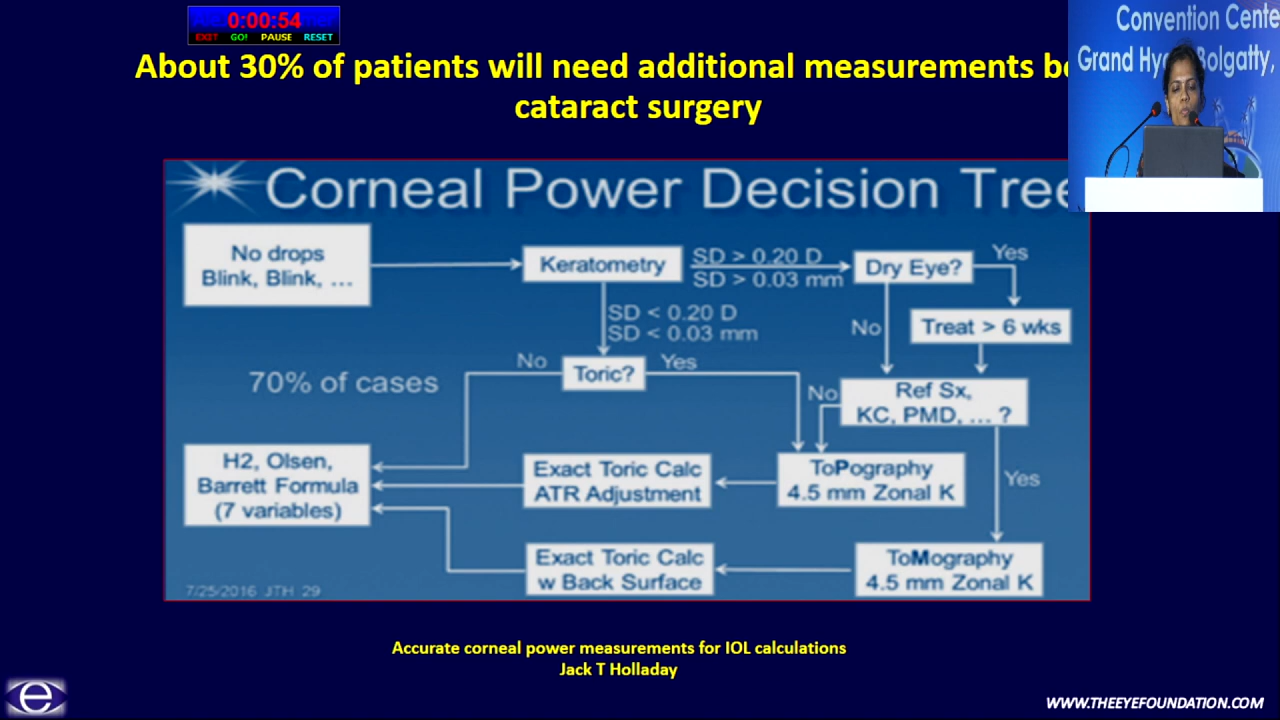 0:00:54
EXIT GO! PAUSE RESET
Convention Cente
Grand Hy Bolgatty,
About 30% of patients will need additional measurements be
cataract surgery
Corneal Power Decision Tree
No drops
Blink, Blink, ...
Keratometry
SD > 0.20 D
SD > 0.03 mm
Dry Eye?
Yes
No
Treat > 6 wks
SD < 0.20 D
SD < 0.03 mm
No
Toric?
Yes
70% of cases
No
Ref Sx,
KC, PMD, ... ?
Yes
H2, Olsen,
Barrett Formula
(7 variables)
Exact Toric Calc
ATR Adjustment
ToPography
4.5 mm Zonal K
Exact Toric Calc
w Back Surface
ToMography
4.5 mm Zonal K
7/25/2016 JTH 29
Accurate corneal power measurements for IOL calculations
Jack T Holladay
e
WWW.THEEYEFOUNDATION.COM